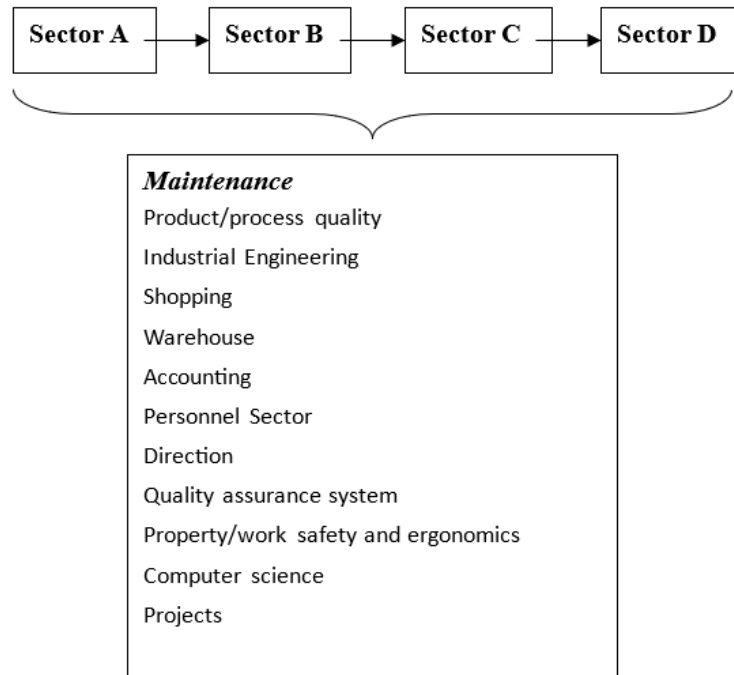 Sector A Sector B Sector C Sector D
Maintenance
Product/process quality
Industrial Engineering
Shopping
Warehouse
Accounting
Personnel Sector
Direction
Quality assurance system
Property/work safety and ergonomics
Computer science
Projects